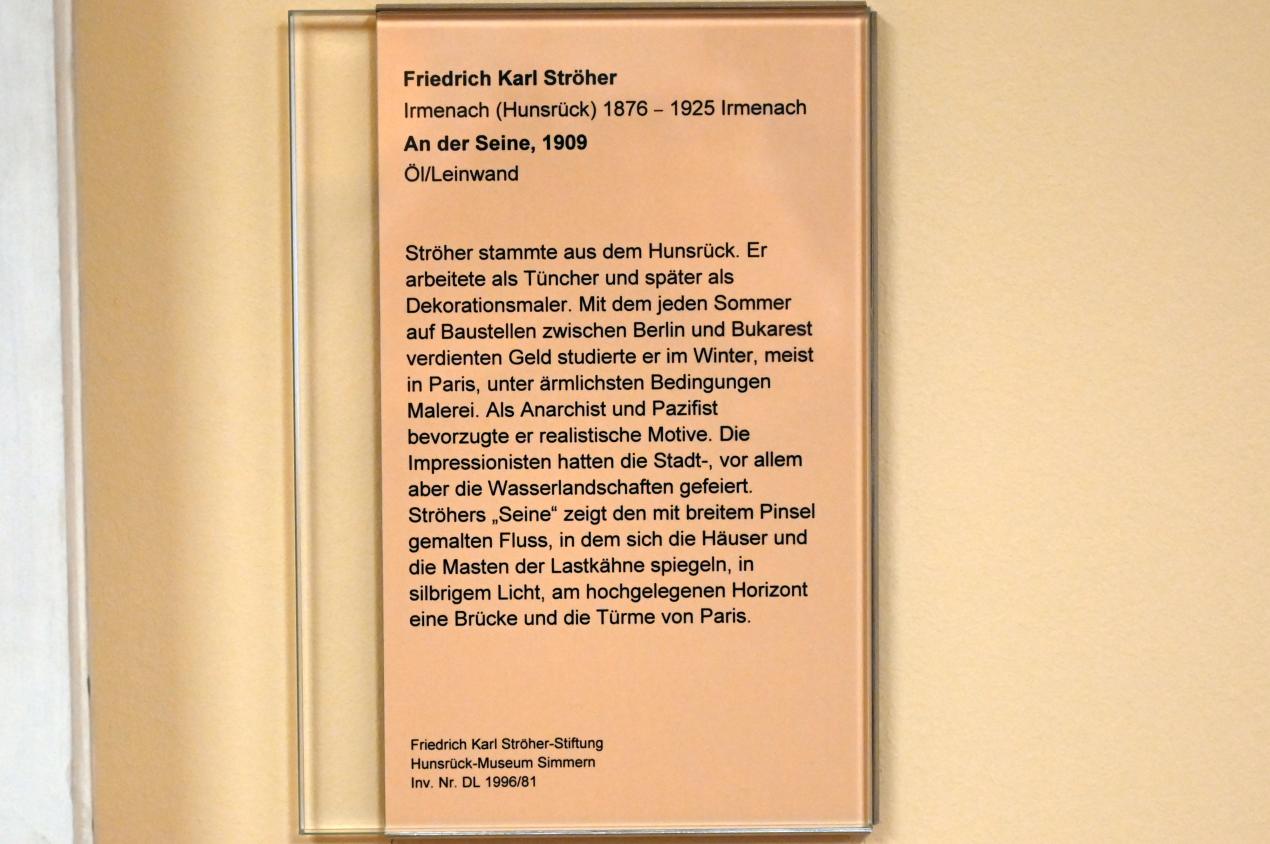 Friedrich Karl Ströher
Irmenach (Hunsrück) 1876 – 1925 Irmenach
An der Seine, 1909
Öl/Leinwand
Ströher stammte aus dem Hunsrück. Er
arbeitete als Tüncher und später als
Dekorationsmaler. Mit dem jeden Sommer
auf Baustellen zwischen Berlin und Bukarest
verdienten Geld studierte er im Winter, meist
in Paris, unter ärmlichsten Bedingungen
Malerei. Als Anarchist und Pazifist
bevorzugte er realistische Motive. Die
Impressionisten hatten die Stadt-, vor allem
aber die Wasserlandschaften gefeiert.
Ströhers „Seine“ zeigt den mit breitem Pinsel
gemalten Fluss, in dem sich die Häuser und
die Masten der Lastkähne spiegeln, in
silbrigem Licht, am hochgelegenen Horizont
eine Brücke und die Türme von Paris.
Friedrich Karl Ströher-Stiftung
Hunsrück-Museum Simmern
Inv. Nr. DL 1996/81